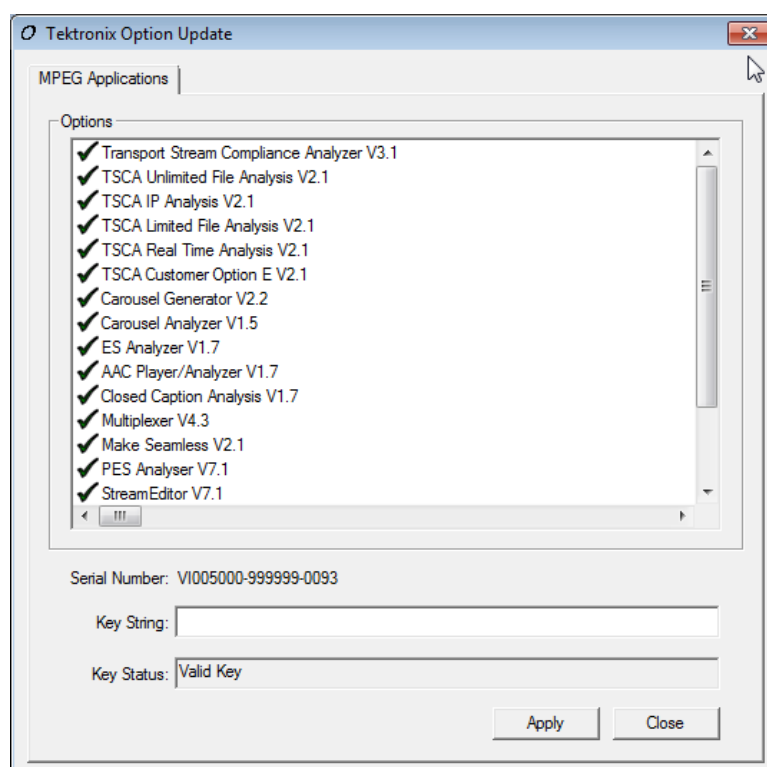 Tektronix Option Update
MPEG Applications
Options
Transport Stream Compliance Analyzer V3.1
TSCA Unlimited File Analysis V2.1
TSCA IP Analysis V2.1
TSCA Limited File Analysis V2.1
TSCA Real Time Analysis V2.1
TSCA Customer Option E V2.1
Carousel Generator V2.2
Carousel Analyzer V1.5
ES Analyzer V1.7
AAC Player/Analyzer V1.7
Closed Caption Analysis V1.7
Multiplexer V4.3
Make Seamless V2.1
PES Analyser V7.1
StreamEditor V7.1
Serial Number: VI005000-999999-0093
Key String:
Key Status: Valid Key
Apply Close